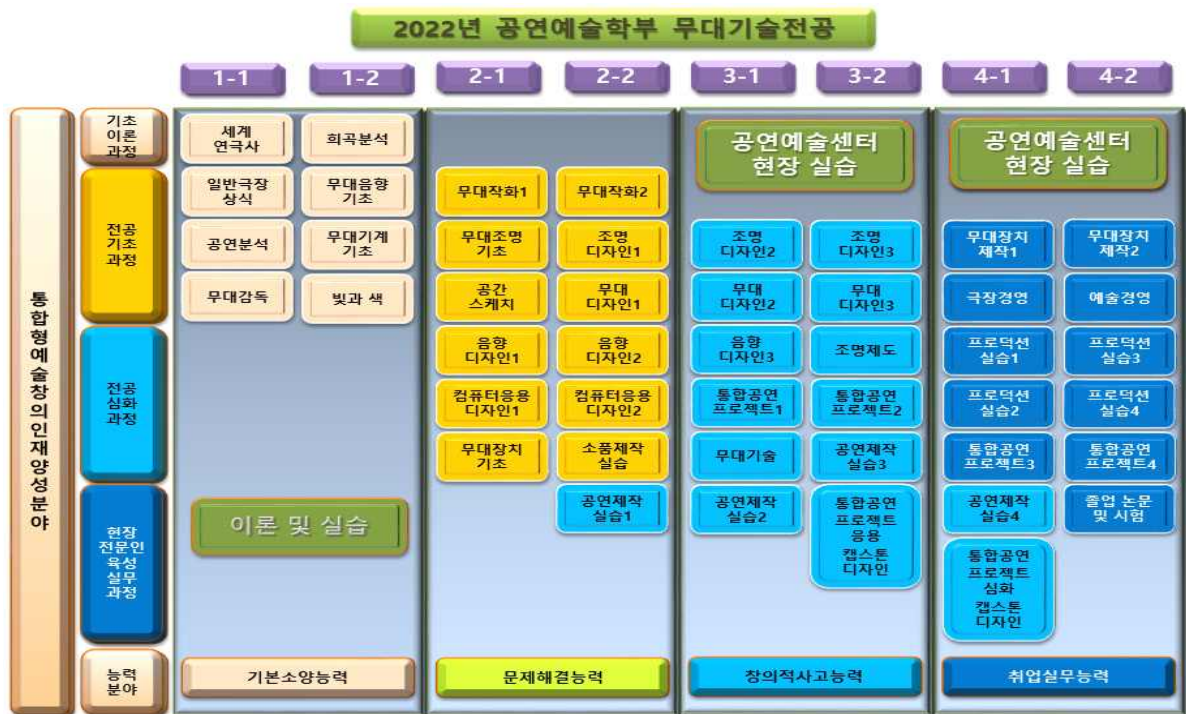 2022년 공연예술학부 무대기술전공
1-1
1-2
2-1
2-2
3-1
3-2
4-1
4-2
통합형예술창의인재양성분야
기초
이론
과정
전공
기초
과정
전공
심화
과정
현장
전문인
육성
실무
과정
능력
분야
세계
연극사
일반극장
상식
공연분석
무대감독
희곡분석
무대음향
기초
무대기계
기초
빛과 색
이론 및 실습
기본소양능력
무대작화1
무대조명
기초
공간
스케치
음향
디자인1
컴퓨터응용
디자인1
무대장치
기초
무대작화2
조명
디자인1
무대
디자인1
음향
디자인2
컴퓨터응용
디자인2
소품제작
실습
공연제작
실습1
문제해결능력
공연예술센터
현장 실습
조명
디자인2
무대
디자인2
음향
디자인3
통합공연
프로젝트1
무대기술
공연제작
실습2
조명
디자인3
무대
디자인3
조명제도
통합공연
프로젝트2
공연제작
실습3
통합공연
프로젝트
응용
캡스톤
디자인
창의적사고능력
공연예술센터
현장 실습
무대장치
제작1
극장경영
프로덕션
실습1
프로덕션
실습2
통합공연
프로젝트3
공연제작
실습4
통합공연
프로젝트
심화
캡스톤
디자인
무대장치
제작2
예술경영
프로덕션
실습3
프로덕션
실습4
통합공연
프로젝트4
졸업 논문
및 시험
취업실무능력